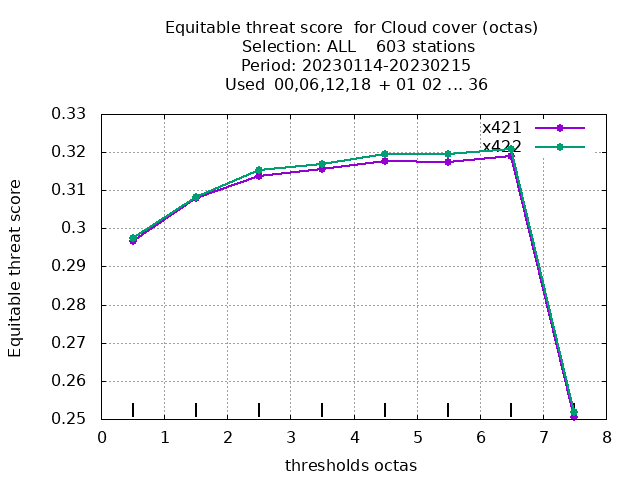 Equitable threat score  for Cloud cover (octas)
Selection: ALL    603 stations
Period: 20230114-20230215
Used  00,06,12,18 + 01 02 ... 36
x421
x422
0.33
0.32
0.31
0.3
0.29
0.28
0.27
0.26
0.25
Equitable threat score
0 1 2 3 4 5 6 7 8
thresholds octas